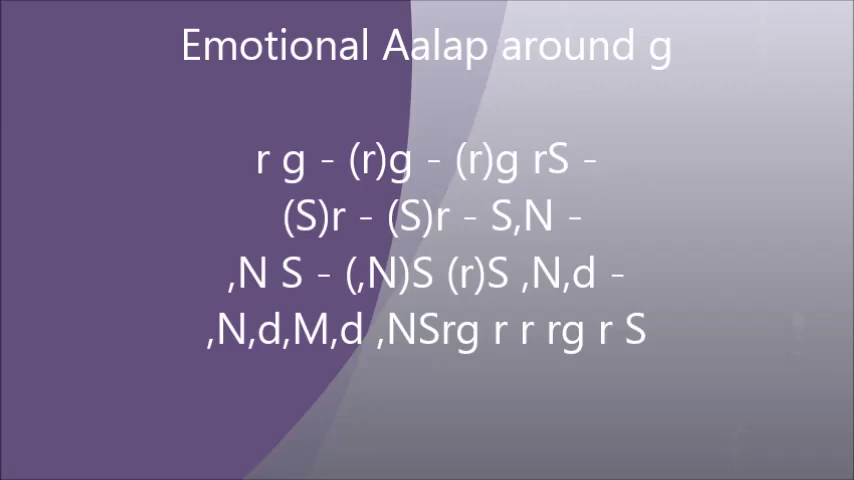 Emotional Aalap around g
r g - (r)g - (r)g rS -
(S)r - (S)r - S,N -
,N S - (,N)S (r)S ,N,d -
,N,d,M,d ,NSrg r r rg r S